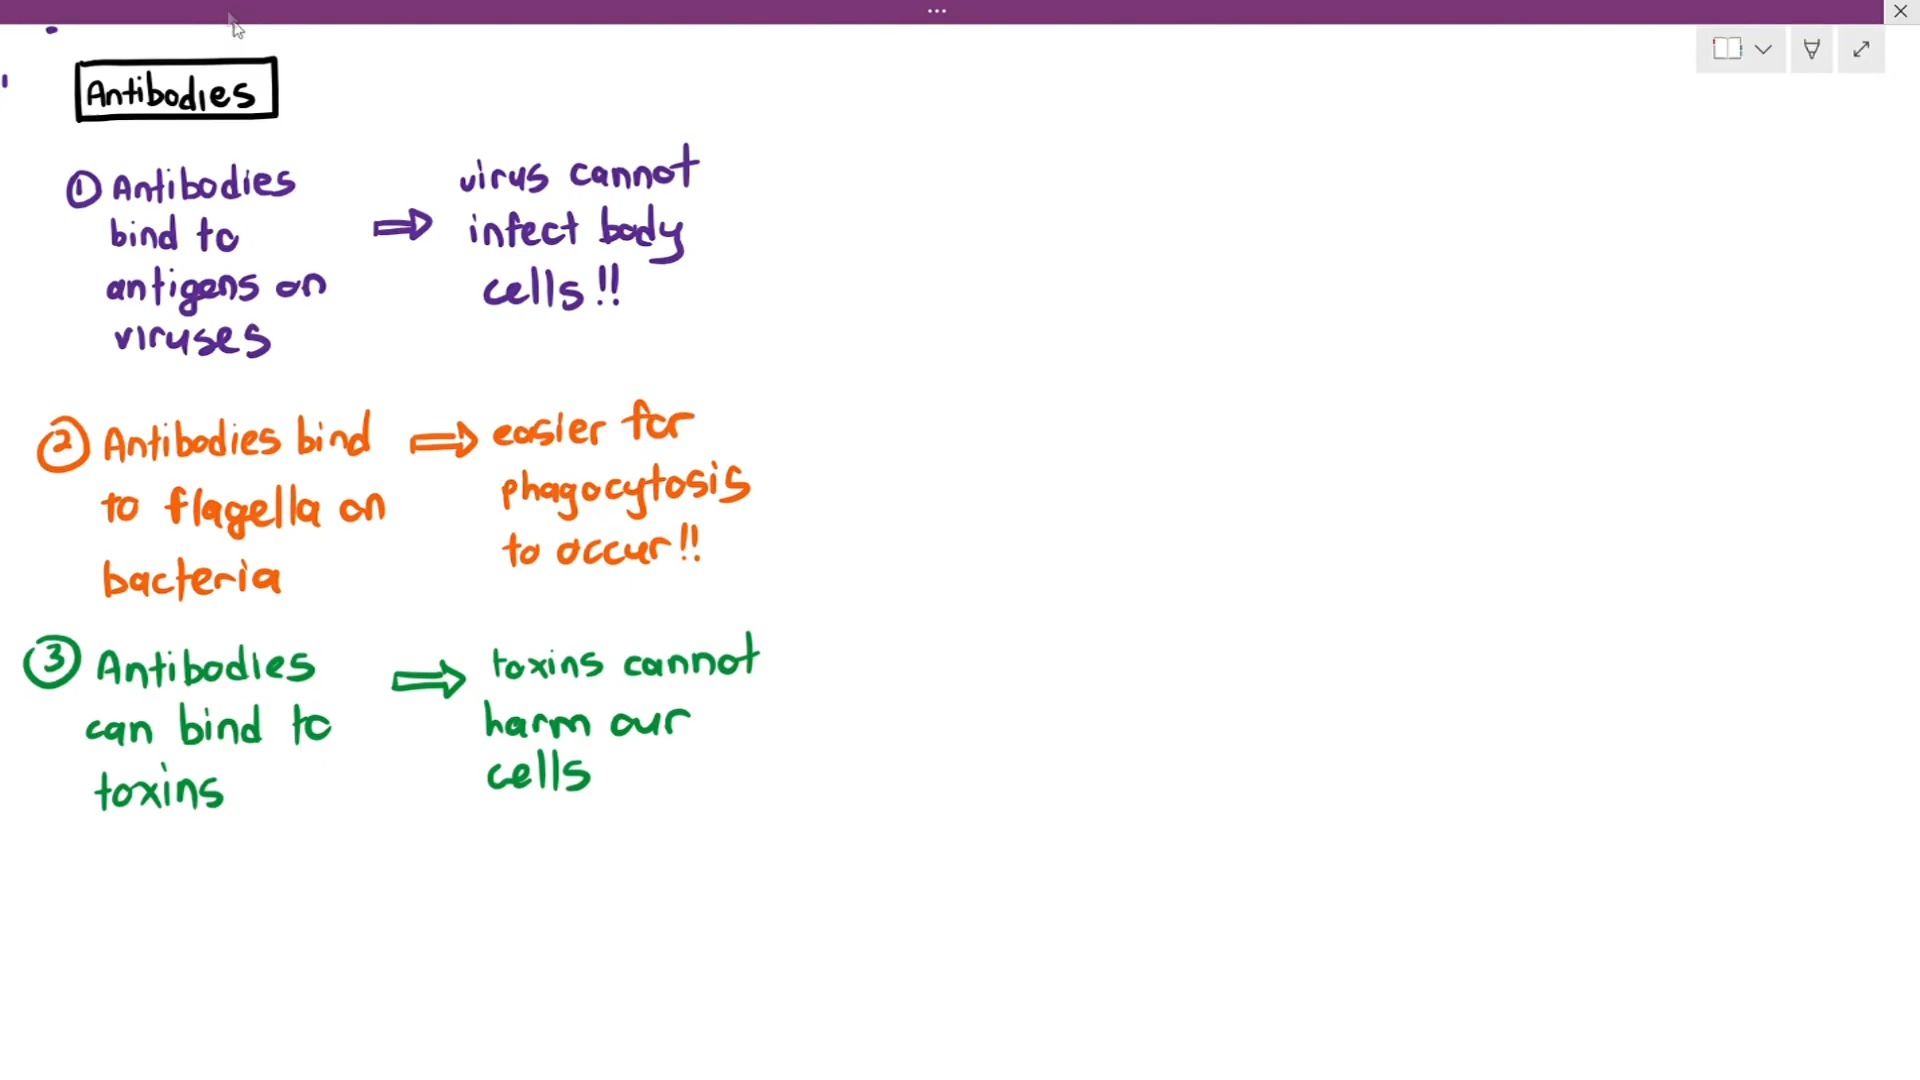 Antibodies
① Antibodies
bind to
antigens on
viruses
⇒
virus cannot
infect body
cells!!
② Antibodies bind
to flagella on
bacteria
⇒
easier for
phagocytosis
to occur!!
③ Antibodies
can bind to
toxins
⇒
toxins cannot
harm our
cells